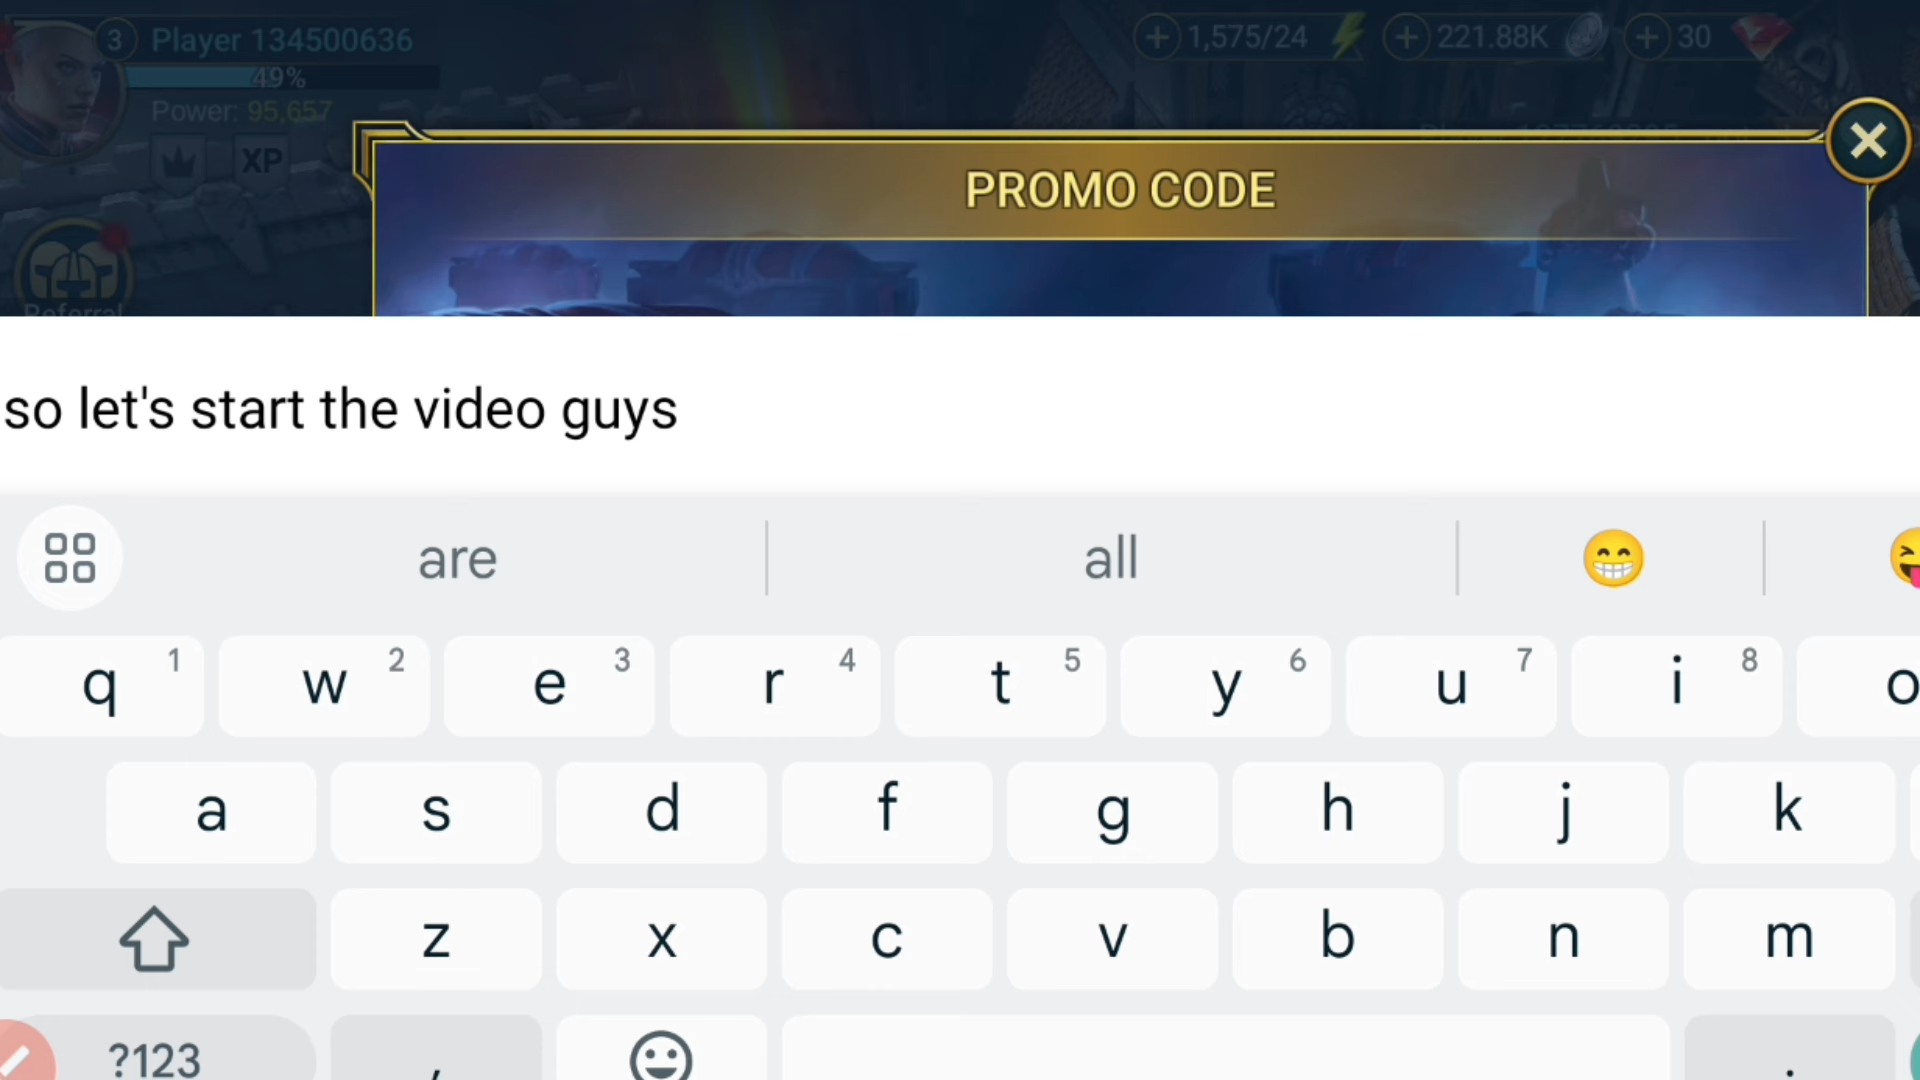 3 Player 134500636
49%
Power: 95,657
XP
1,575/24
221.88K
30
PROMO CODE
Referral
so let's start the video guys
are all
q 1 w 2 e 3 r 4 t 5 y 6 u 7 i 8 o
a s d f g h j k
z x c v b n m
?123 , .